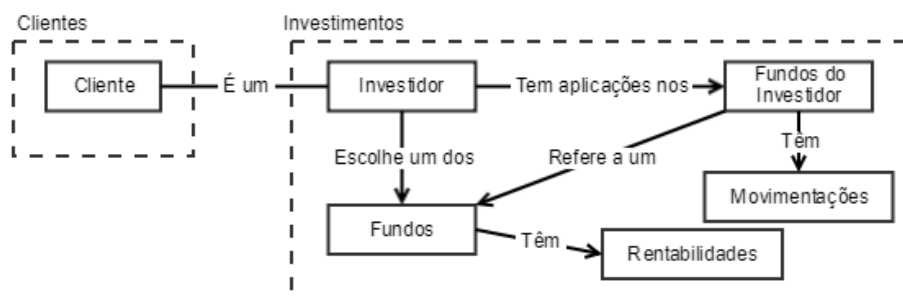 Clientes
Investimentos
Cliente
É um
Investidor
Tem aplicações nos
Fundos do
Investidor
Escolhe um dos
Refere a um
Têm
Movimentações
Fundos
Têm
Rentabilidades